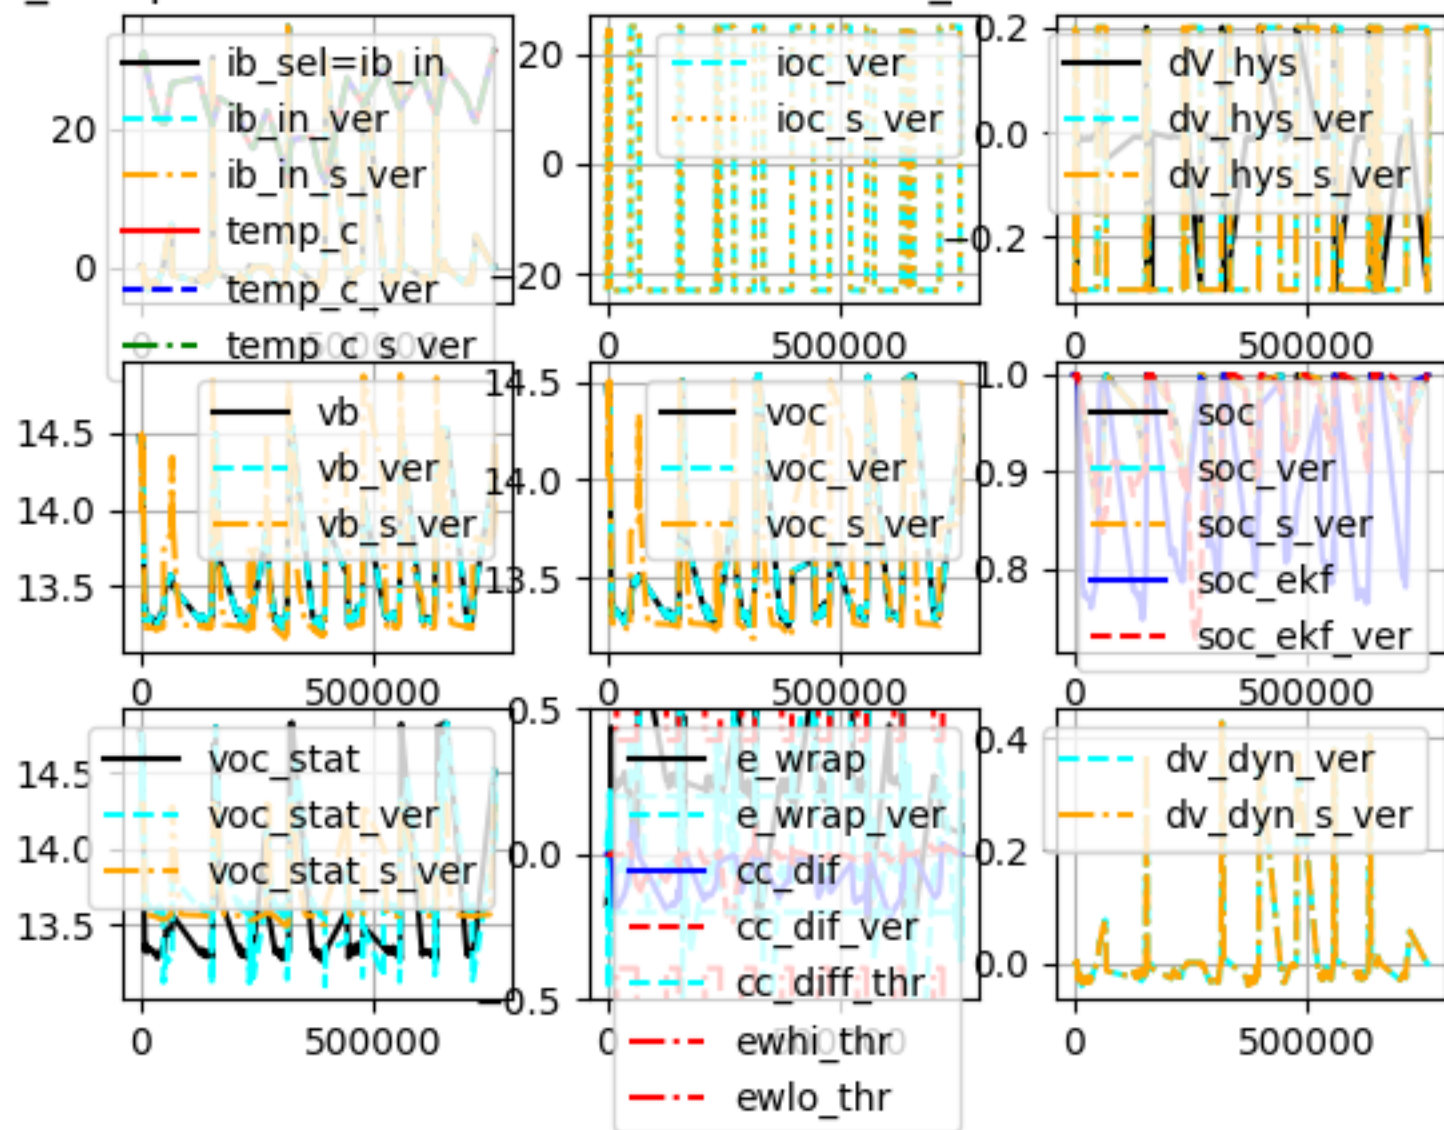 ib_sel=ib_in
ib_in_ver
ib_in_s_ver
temp_c
temp_c_ver
temp_c_s_ver
20
0
0 500000
ioc_ver
ioc_s_ver
20
0
−20
0 500000
dV_hys
dv_hys_ver
dv_hys_s_ver
0.2
0.0
−0.2
0 500000
vb
vb_ver
vb_s_ver
14.5
14.0
13.5
0 500000
voc
voc_ver
voc_s_ver
14.5
14.0
13.5
0 500000
soc
soc_ver
soc_s_ver
soc_ekf
soc_ekf_ver
1.0
0.9
0.8
0 500000
voc_stat
voc_stat_ver
voc_stat_s_ver
14.5
14.0
13.5
0 500000
e_wrap
e_wrap_ver
cc_dif
cc_dif_ver
cc_diff_thr
ewhi_thr
ewlo_thr
0.5
0.0
−0.5
0 500000
dv_dyn_ver
dv_dyn_s_ver
0.4
0.2
0.0
0 500000